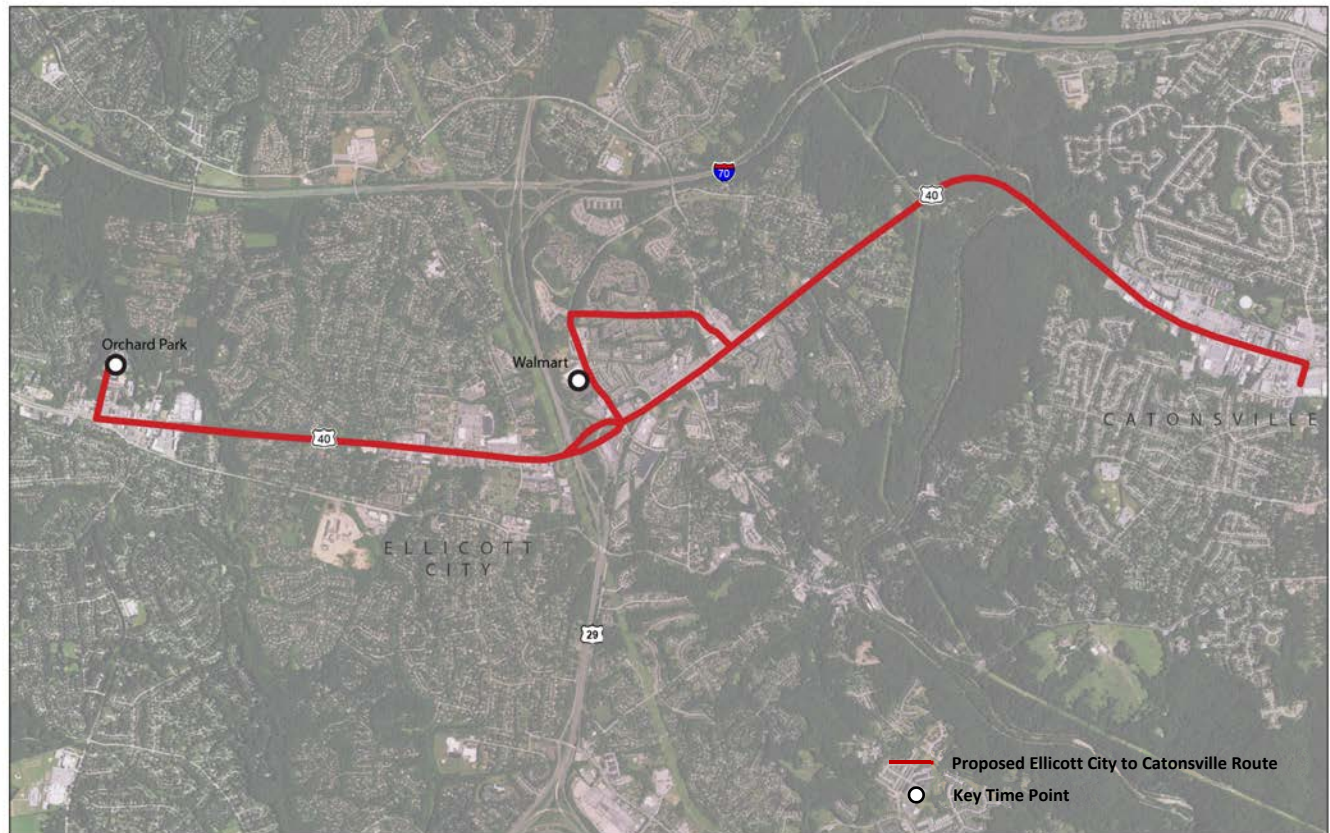 70
40
Orchard Park
Walmart
CATONSVILLE
40
ELLICOTT
CITY
29
Proposed Ellicott City to Catonsville Route
Key Time Point